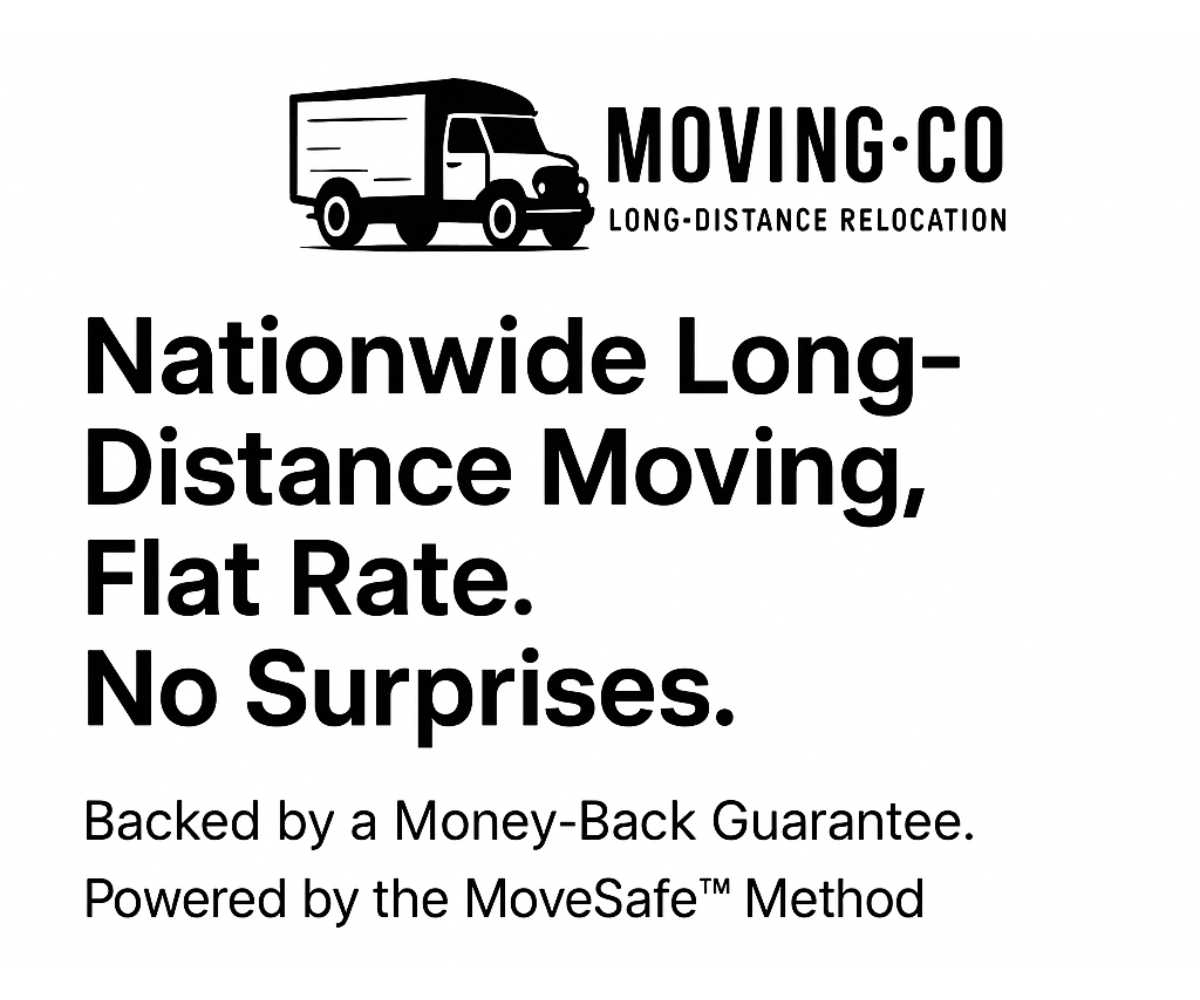 MOVING·CO
LONG-DISTANCE RELOCATION
Nationwide Long-
Distance Moving,
Flat Rate.
No Surprises.
Backed by a Money-Back Guarantee.
Powered by the MoveSafe™ Method